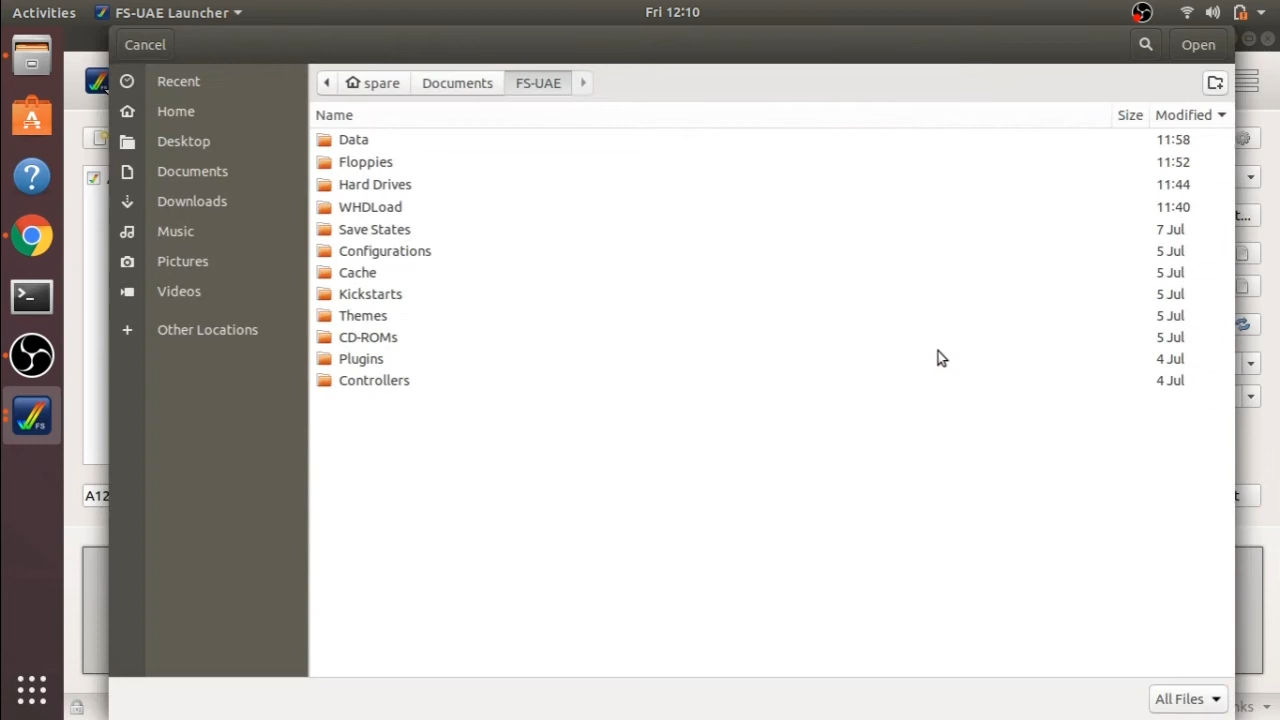 Activities FS-UAE Launcher Fri 12:10
Cancel Open
Recent
Home
Desktop
Documents
Downloads
Music
Pictures
Videos
Other Locations
spare Documents FS-UAE
Name Size Modified
Data 11:58
Floppies 11:52
Hard Drives 11:44
WHDLoad 11:40
Save States 7 Jul
Configurations 5 Jul
Cache 5 Jul
Kickstarts 5 Jul
Themes 5 Jul
CD-ROMs 5 Jul
Plugins 4 Jul
Controllers 4 Jul
A12
All Files